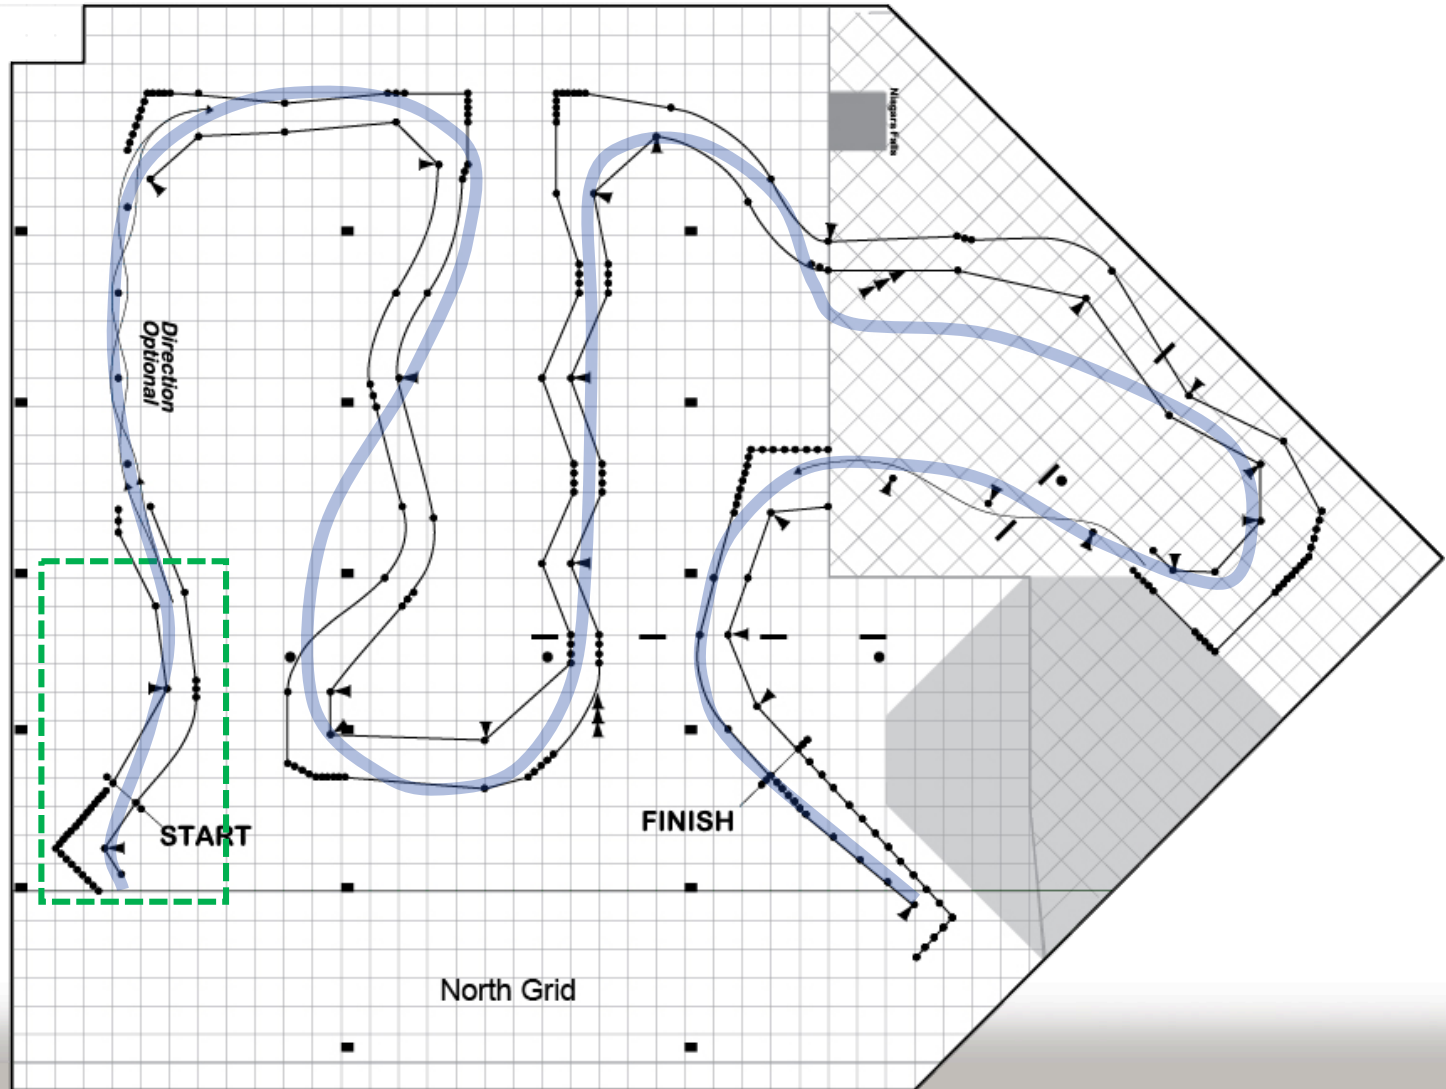 Niagara Falls
Direction
Optional
START
FINISH
North Grid